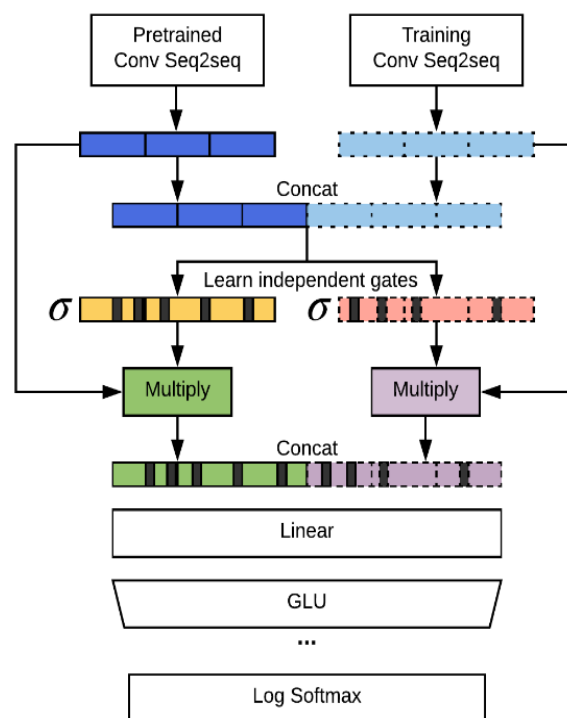 Pretrained
Conv Seq2seq
Training
Conv Seq2seq
Concat
Learn independent gates
σ
σ
Multiply
Multiply
Concat
Linear
GLU
...
Log Softmax